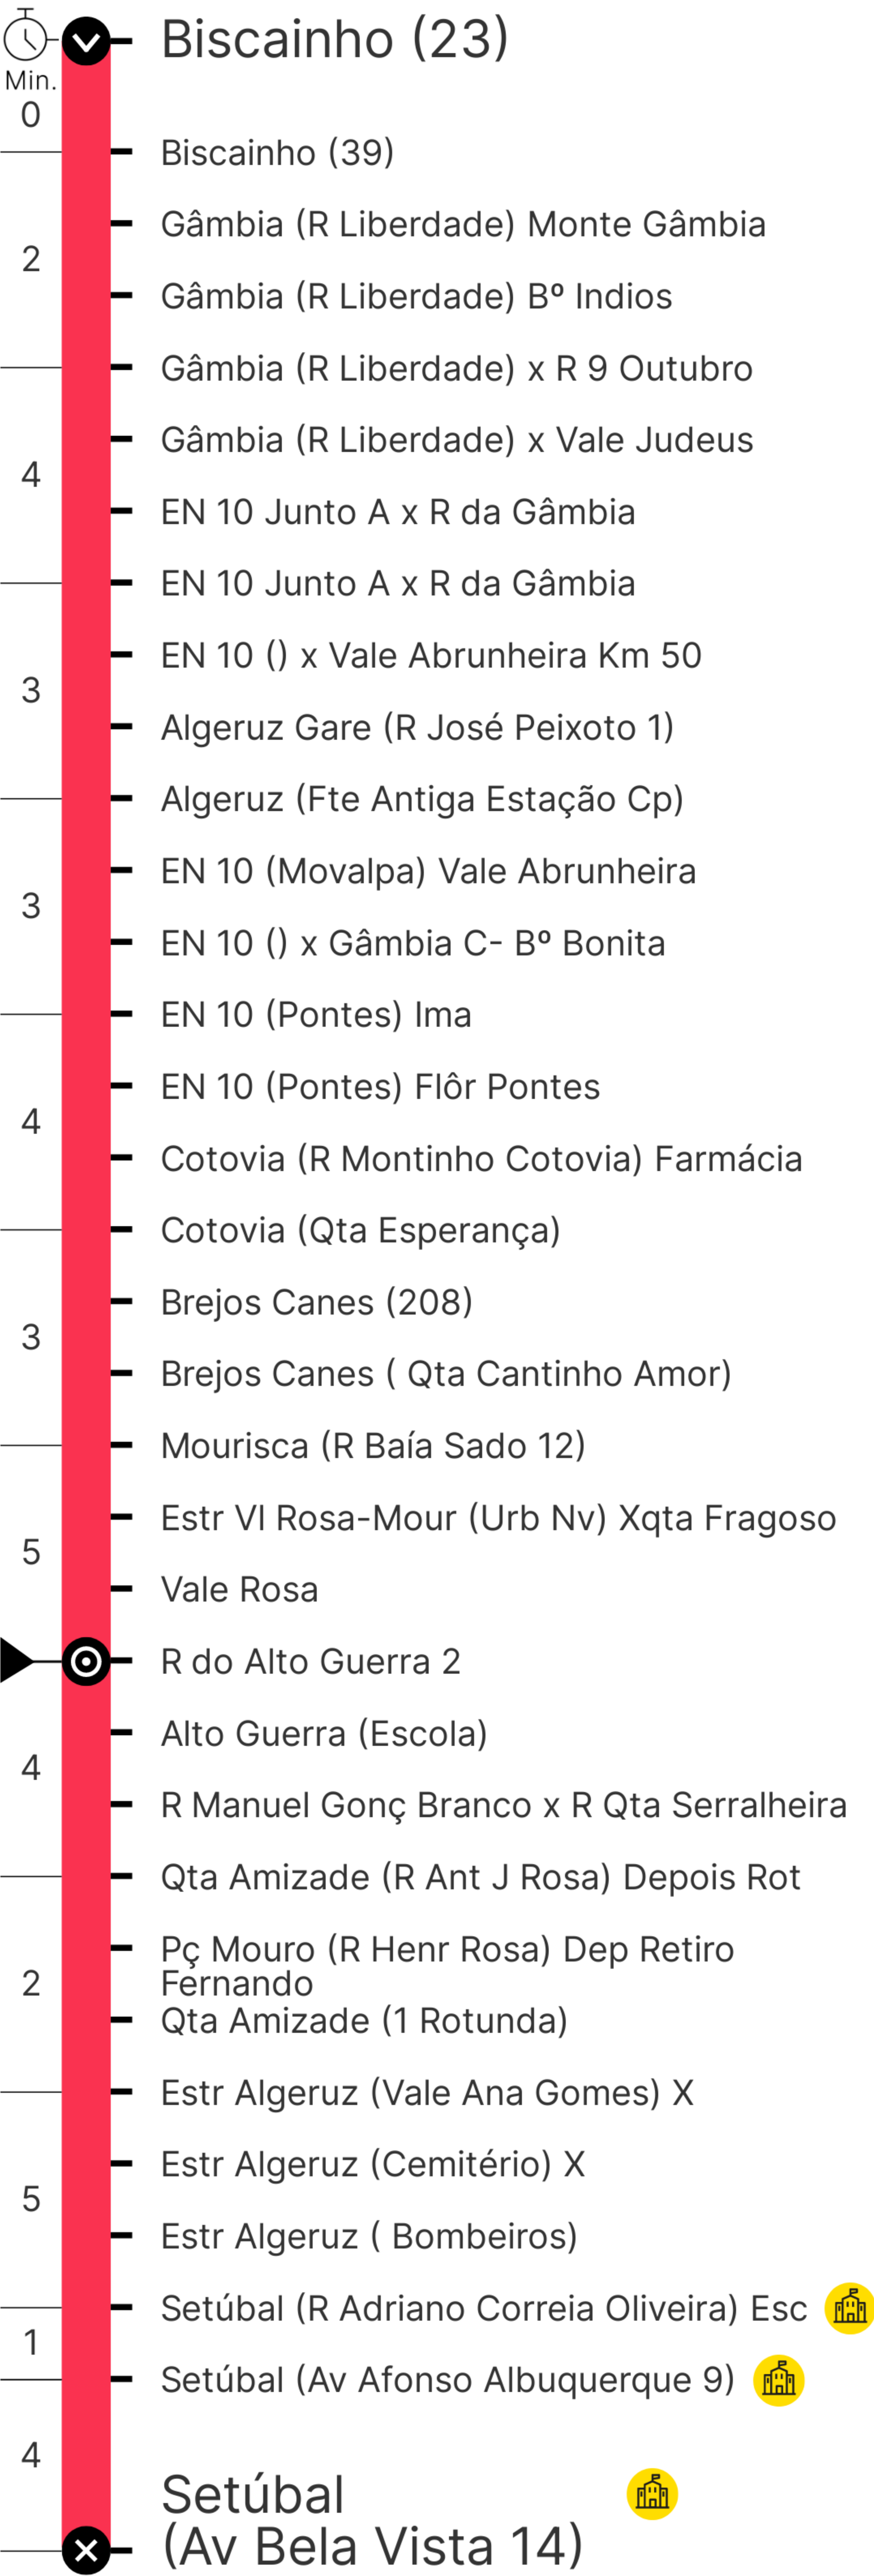 Biscainho (23)
Min.
0
Biscainho (39)
Gâmbia (R Liberdade) Monte Gâmbia
2
Gâmbia (R Liberdade) Bº Indios
Gâmbia (R Liberdade) x R 9 Outubro
Gâmbia (R Liberdade) x Vale Judeus
4
EN 10 Junto A x R da Gâmbia
EN 10 Junto A x R da Gâmbia
EN 10 () x Vale Abrunheira Km 50
3
Algeruz Gare (R José Peixoto 1)
Algeruz (Fte Antiga Estação Cp)
EN 10 (Movalpa) Vale Abrunheira
3
EN 10 () x Gâmbia C- Bº Bonita
EN 10 (Pontes) Ima
EN 10 (Pontes) Flôr Pontes
4
Cotovia (R Montinho Cotovia) Farmácia
Cotovia (Qta Esperança)
Brejos Canes (208)
3
Brejos Canes ( Qta Cantinho Amor)
Mourisca (R Baía Sado 12)
Estr Vl Rosa-Mour (Urb Nv) Xqta Fragoso
5
Vale Rosa
R do Alto Guerra 2
Alto Guerra (Escola)
4
R Manuel Gonç Branco x R Qta Serralheira
Qta Amizade (R Ant J Rosa) Depois Rot
Pç Mouro (R Henr Rosa) Dep Retiro
Fernando
2
Qta Amizade (1 Rotunda)
Estr Algeruz (Vale Ana Gomes) X
Estr Algeruz (Cemitério) X
5
Estr Algeruz ( Bombeiros)
Setúbal (R Adriano Correia Oliveira) Esc
1
Setúbal (Av Afonso Albuquerque 9)
4
Setúbal
(Av Bela Vista 14)